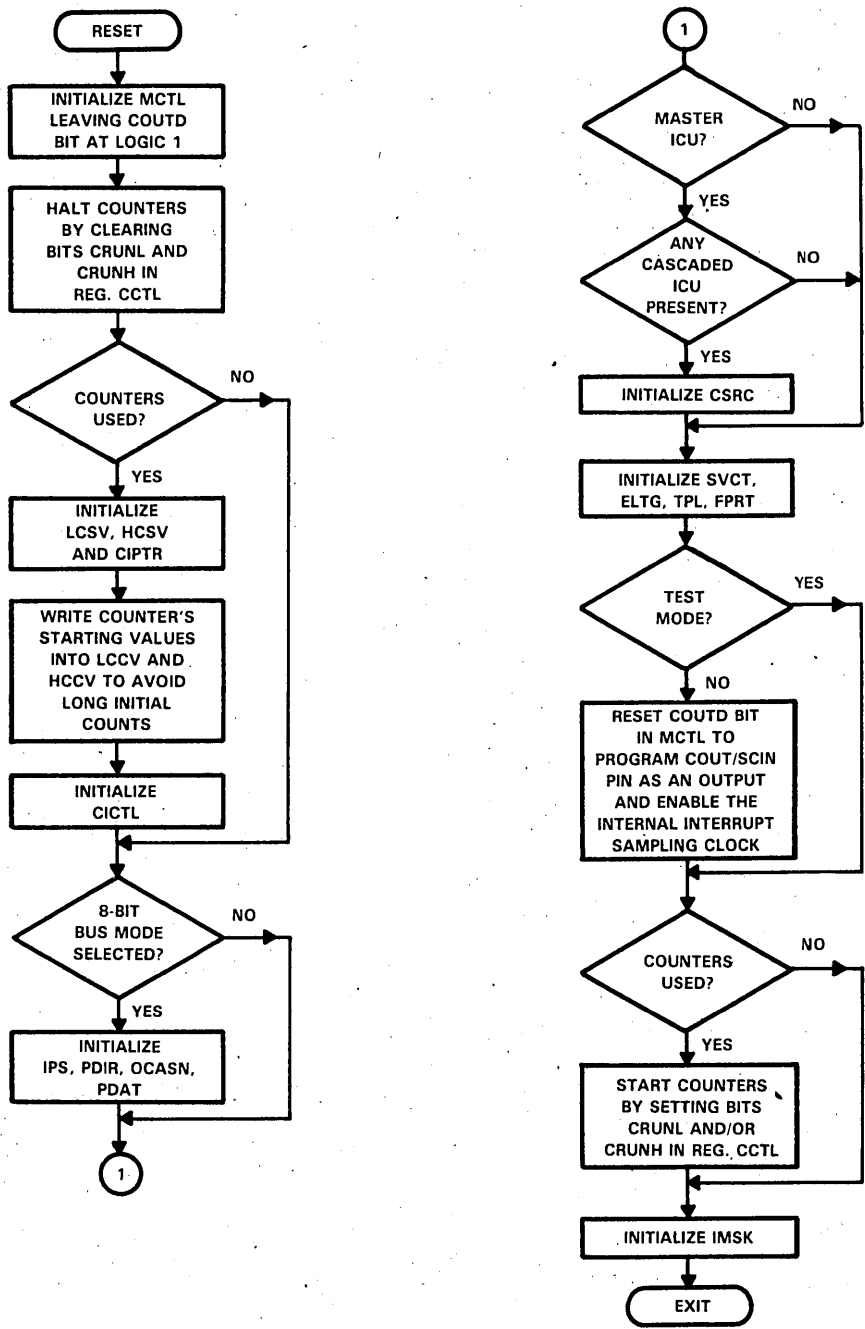 RESET
INITIALIZE MCTL
LEAVING COUTD
BIT AT LOGIC 1
HALT COUNTERS
BY CLEARING
BITS CRUNL AND
CRUNH IN
REG. CCTL
COUNTERS
USED?
NO
YES
INITIALIZE
LCSV, HCSV
AND CIPTR
WRITE COUNTER'S
STARTING VALUES
INTO LCCV AND
HCCV TO AVOID
LONG INITIAL
COUNTS
INITIALIZE
CICTL
8-BIT
BUS MODE
SELECTED?
NO
YES
INITIALIZE
IPS, PDIR, OCASN,
PDAT
1
1
MASTER
ICU?
NO
YES
ANY
CASCADED
ICU
PRESENT?
NO
YES
INITIALIZE CSRC
INITIALIZE SVCT,
ELTG, TPL, FPRT
TEST
MODE?
YES
NO
RESET COUTD BIT
IN MCTL TO
PROGRAM COUT/SCIN
PIN AS AN OUTPUT
AND ENABLE THE
INTERNAL INTERRUPT
SAMPLING CLOCK
COUNTERS
USED?
NO
YES
START COUNTERS
BY SETTING BITS
CRUNL AND/OR
CRUNH IN REG. CCTL
INITIALIZE IMSK
EXIT